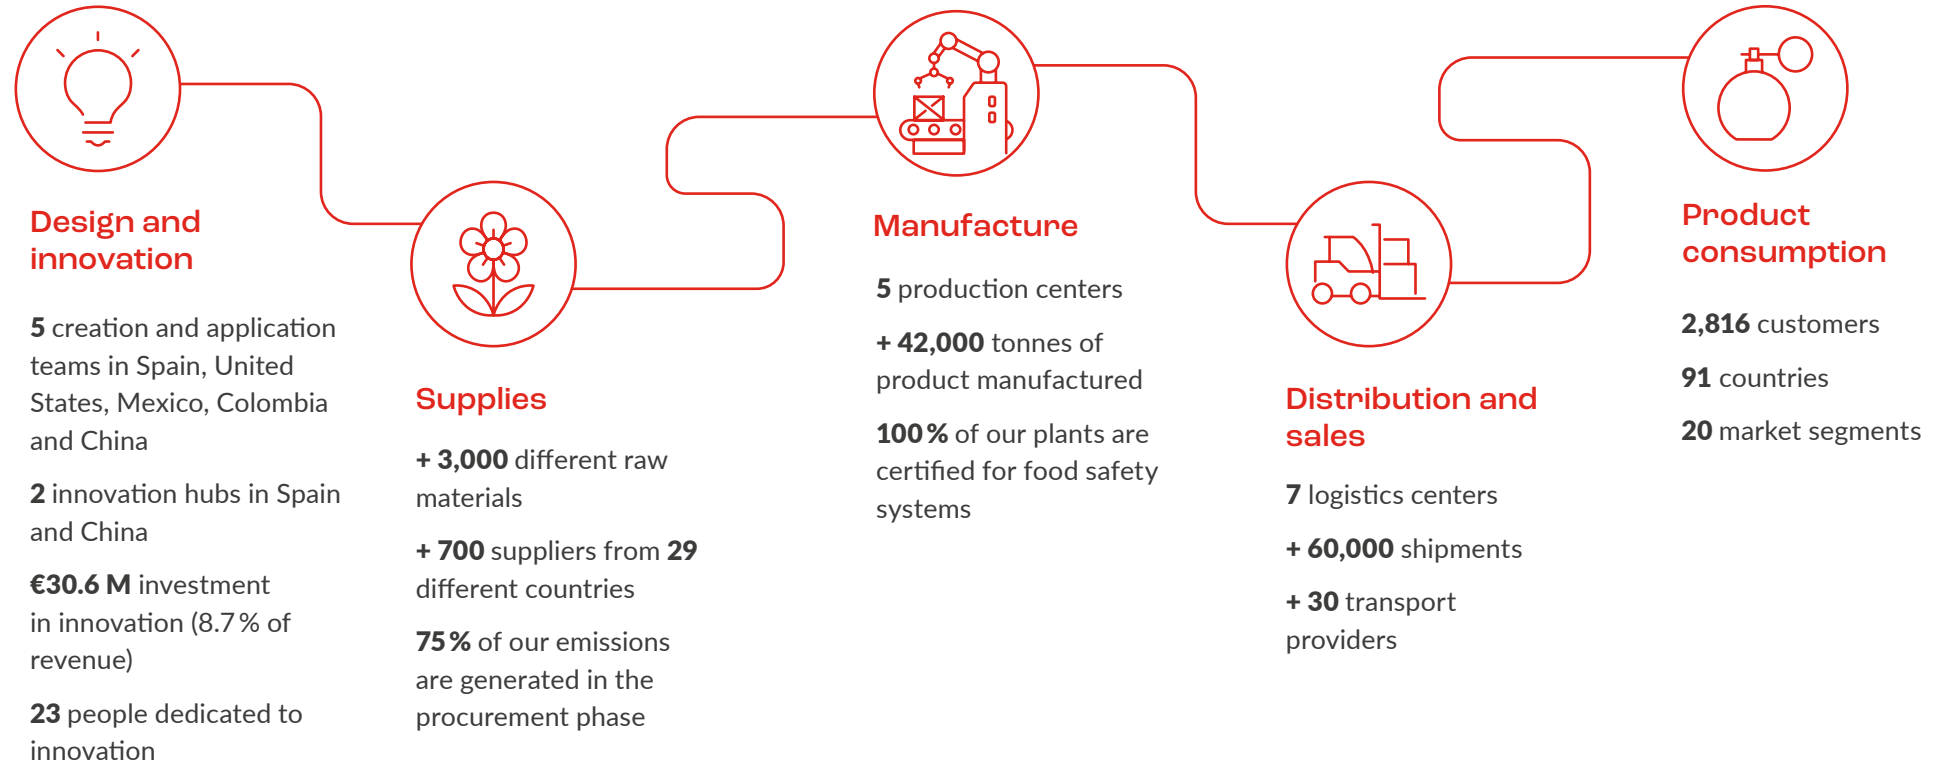 Design and
innovation
5 creation and application
teams in Spain, United
States, Mexico, Colombia
and China
2 innovation hubs in Spain
and China
€30.6 M investment
in innovation (8.7 % of
revenue)
23 people dedicated to
innovation
Supplies
+ 3,000 different raw
materials
+ 700 suppliers from 29
different countries
75 % of our emissions
are generated in the
procurement phase
Manufacture
5 production centers
+ 42,000 tonnes of
product manufactured
100 % of our plants are
certified for food safety
systems
Distribution and
sales
7 logistics centers
+ 60,000 shipments
+ 30 transport
providers
Product
consumption
2,816 customers
91 countries
20 market segments